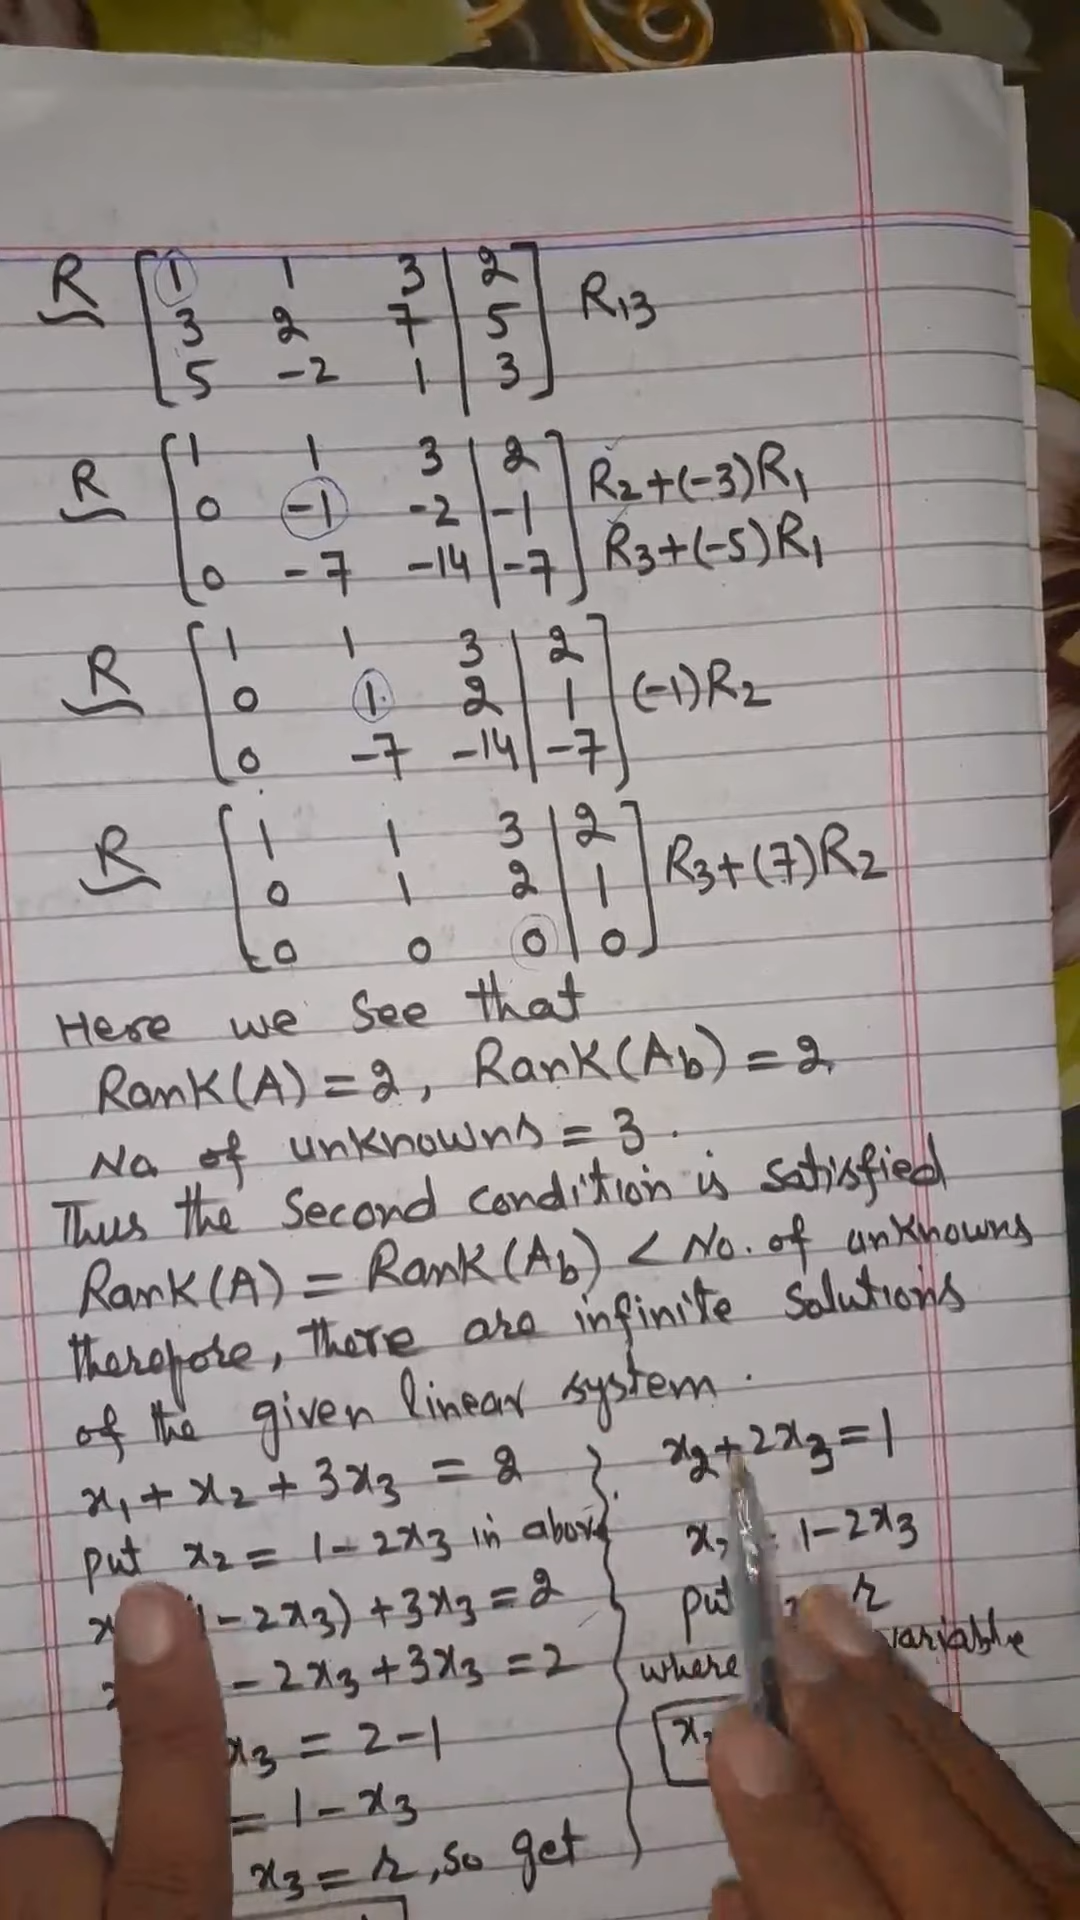 R [1 1 3 | 2] R13
[3 2 7 | 5]
[5 -2 1 | 3]
R [1 1 3 | 2]
[0 -1 -2 | -1] R2+(-3)R1
[0 -7 -14 | -7] R3+(-5)R1
R [1 1 3 | 2]
[0 1 2 | 1] (-1)R2
[0 -7 -14 | -7]
R [1 1 3 | 2]
[0 1 2 | 1] R3+(7)R2
[0 0 0 | 0]
Here we see that
Rank(A) = 2, Rank(Ab) = 2
No of unknowns = 3.
Thus the Second condition is satisfied
Rank(A) = Rank(Ab) < No. of unknowns
therefore, there are infinite Solutions
of the given linear system.
x1 + x2 + 3x3 = 2
put x2 = 1 - 2x3 in above
- 2x3) + 3x3 = 2
- 2x3 + 3x3 = 2
x3 = 2-1
= 1-x3
x3 = r, so get
x2+2x3=1
1-2x3
put r
where variable